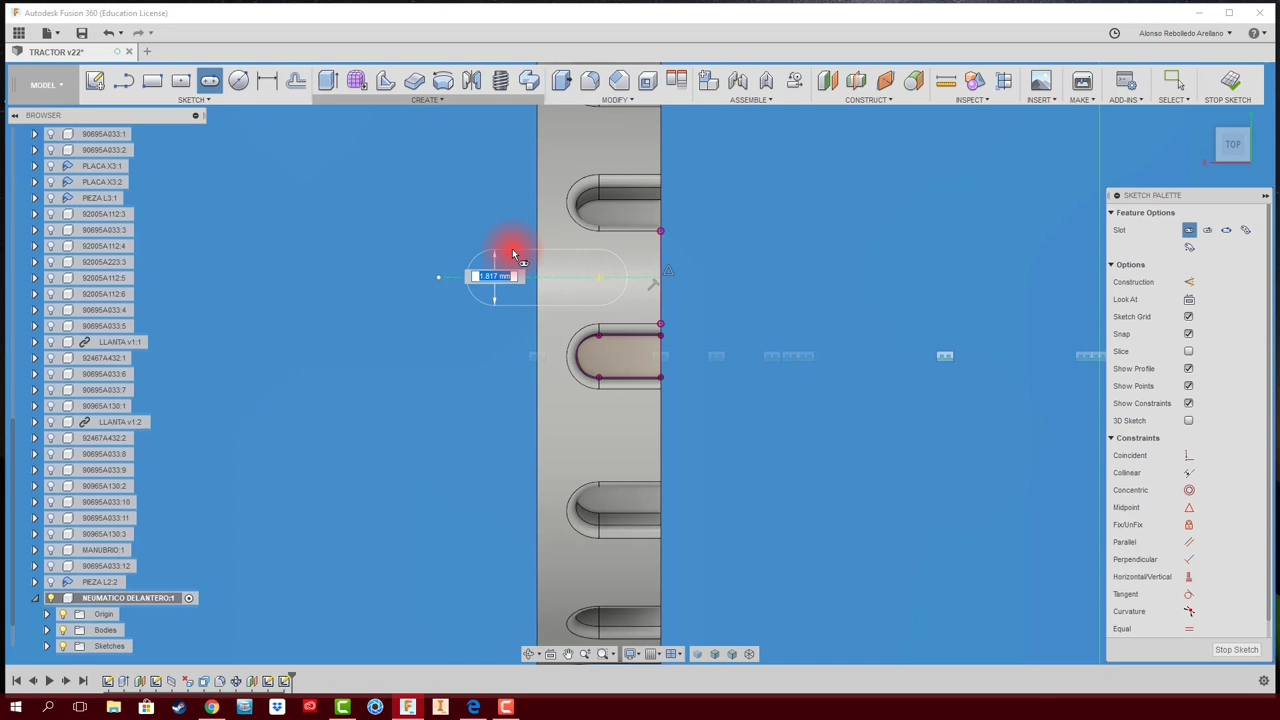 Autodesk Fusion 360 (Education License)
Alonso Rebolledo Arellano
TRACTOR v22*
MODEL
SKETCH
CREATE
MODIFY
ASSEMBLE
CONSTRUCT
INSPECT
INSERT
MAKE
ADD-INS
SELECT
STOP SKETCH
BROWSER
90695A033:1
90695A033:2
PLACA X3:1
PLACA X3:2
PIEZA L3:1
92005A112:3
90695A033:3
92005A112:4
92005A223:3
92005A112:5
92005A112:6
90695A033:4
90695A033:5
LLANTA v1:1
92467A432:1
90695A033:6
90695A033:7
90965A130:1
LLANTA v1:2
92467A432:2
90695A033:8
90695A033:9
90965A130:2
90695A033:10
90695A033:11
90965A130:3
MANUBRIO:1
90695A033:12
PIEZA L2:2
NEUMATICO DELANTERO:1
Origin
Bodies
Sketches
1.817 mm
TOP
SKETCH PALETTE
Feature Options
Slot
Options
Construction
Look At
Sketch Grid
Snap
Slice
Show Profile
Show Points
Show Constraints
3D Sketch
Constraints
Coincident
Collinear
Concentric
Midpoint
Fix/UnFix
Parallel
Perpendicular
Horizontal/Vertical
Tangent
Curvature
Equal
Stop Sketch